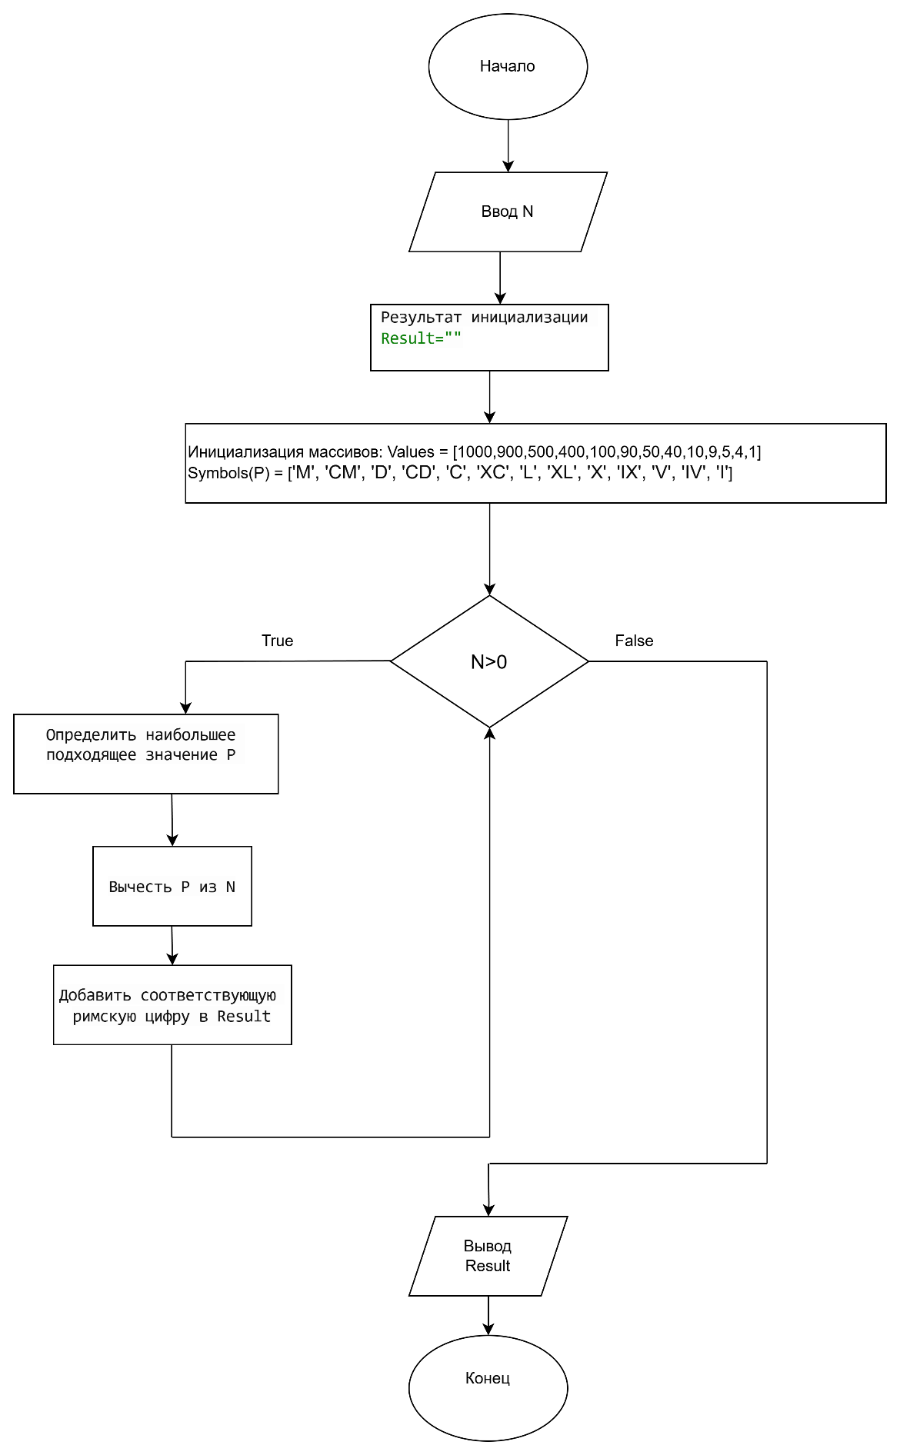 Начало
Ввод N
Результат инициализации
Result=""
Инициализация массивов: Values = [1000,900,500,400,100,90,50,40,10,9,5,4,1]
Symbols(P) = ['M', 'CM', 'D', 'CD', 'C', 'XC', 'L', 'XL', 'X', 'IX', 'V', 'IV', 'I']
N>0
True
False
Определить наибольшее
подходящее значение P
Вычесть P из N
Добавить соответствующую
римскую цифру в Result
Вывод
Result
Конец